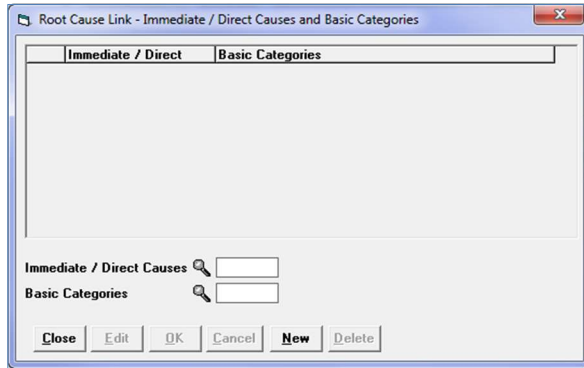 Root Cause Link - Immediate / Direct Causes and Basic Categories
Immediate / Direct Basic Categories
Immediate / Direct Causes
Basic Categories
Close Edit OK Cancel New Delete